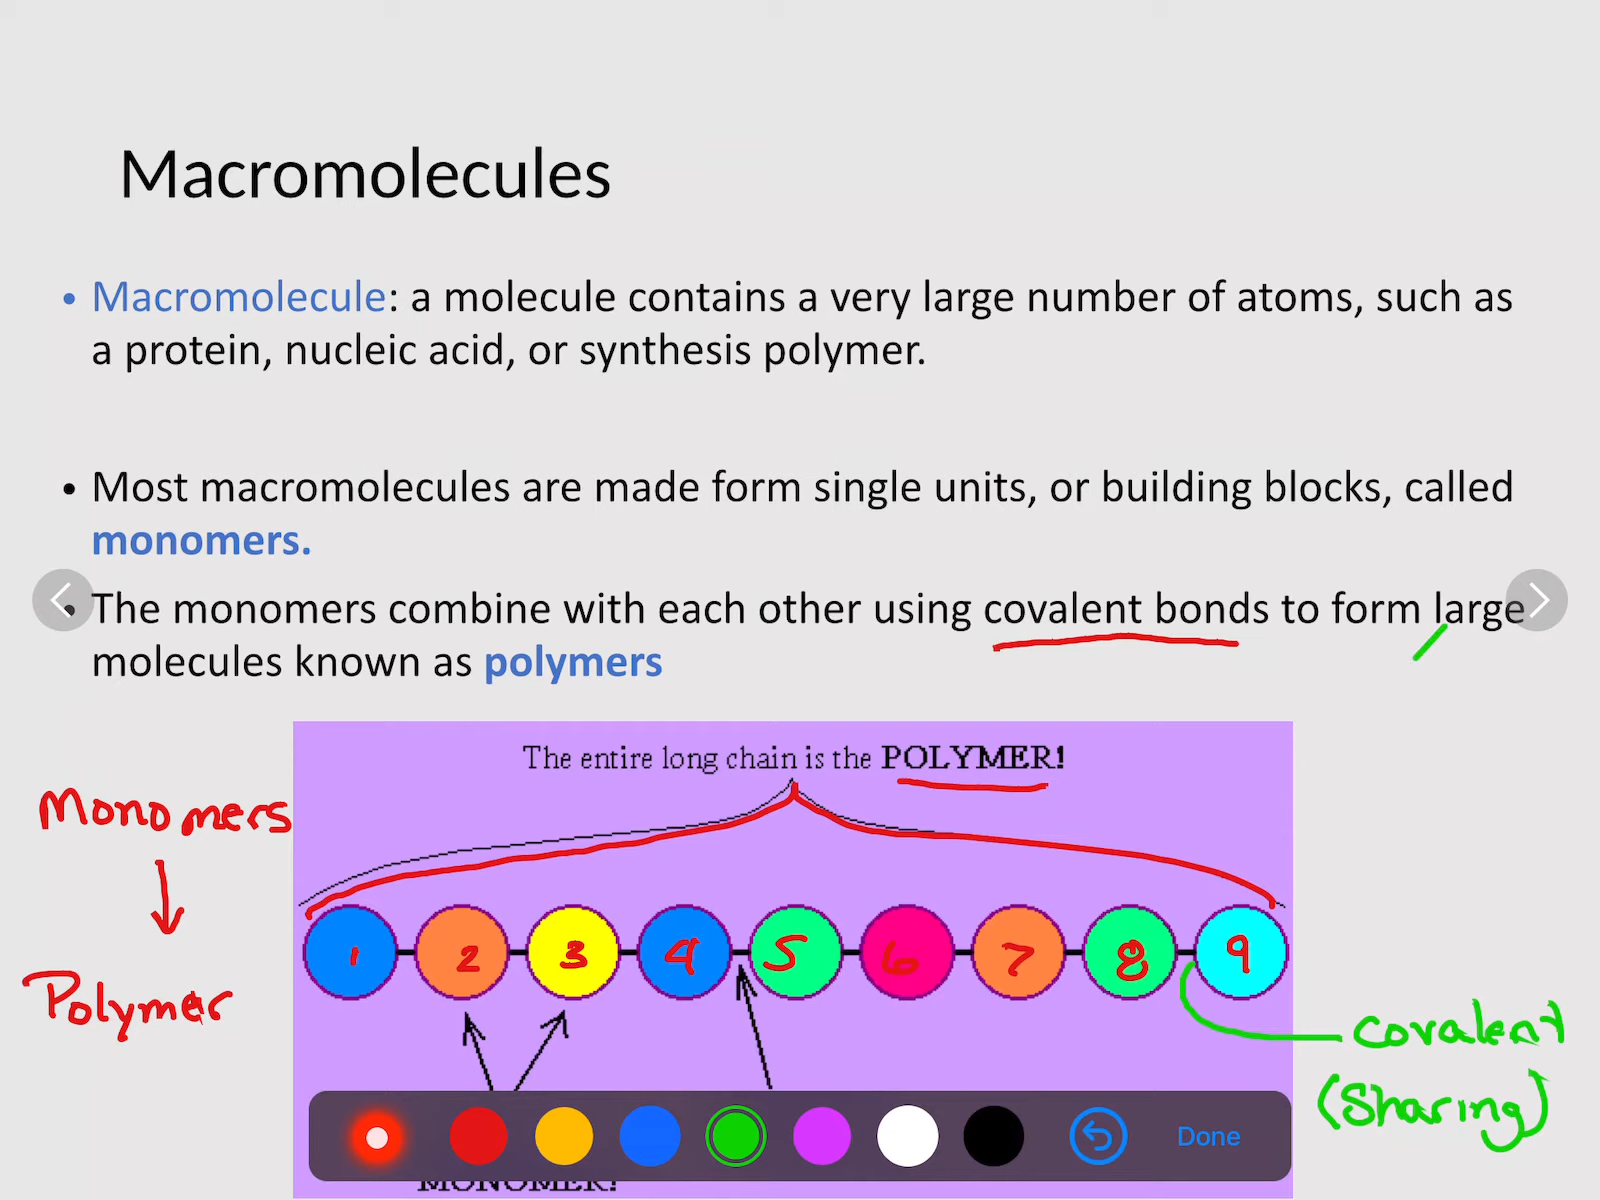 Macromolecules
• Macromolecule: a molecule contains a very large number of atoms, such as
a protein, nucleic acid, or synthesis polymer.
• Most macromolecules are made form single units, or building blocks, called
monomers.
• The monomers combine with each other using covalent bonds to form large
molecules known as polymers
The entire long chain is the POLYMER!
Monomers
1 2 3 4 5 6 7 8 9
Polymer
covalent
(Sharing)
Done
MONOMER!